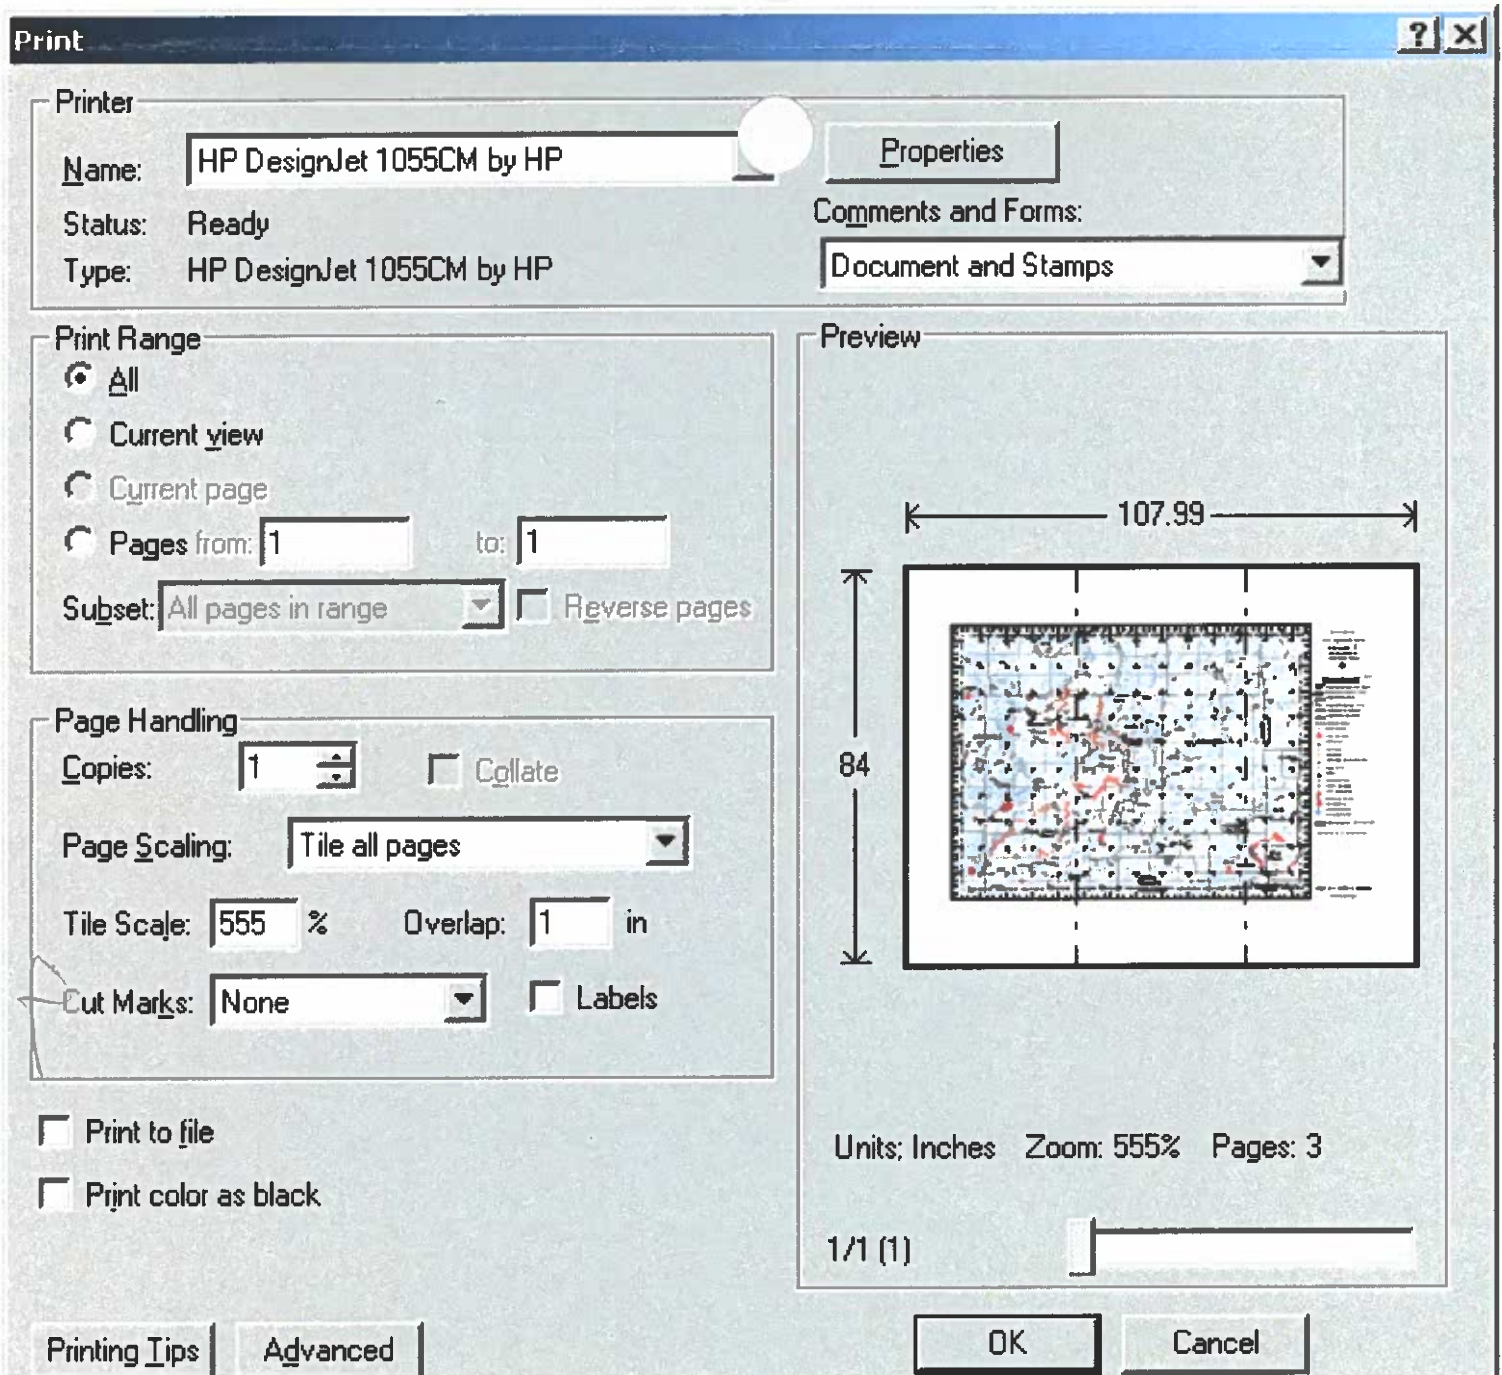 Print
Printer
Name: HP DesignJet 1055CM by HP Properties
Status: Ready Comments and Forms:
Type: HP DesignJet 1055CM by HP Document and Stamps
Print Range
All
Current view
Current page
Pages from: 1 to: 1
Subset: All pages in range Reverse pages
Page Handling
Copies: 1 Collate
Page Scaling: Tile all pages
Tile Scale: 555 % Overlap: 1 in
Cut Marks: None Labels
Print to file
Print color as black
Printing Tips Advanced
Preview
107.99
84
Units: Inches Zoom: 555% Pages: 3
1/1 (1)
OK Cancel